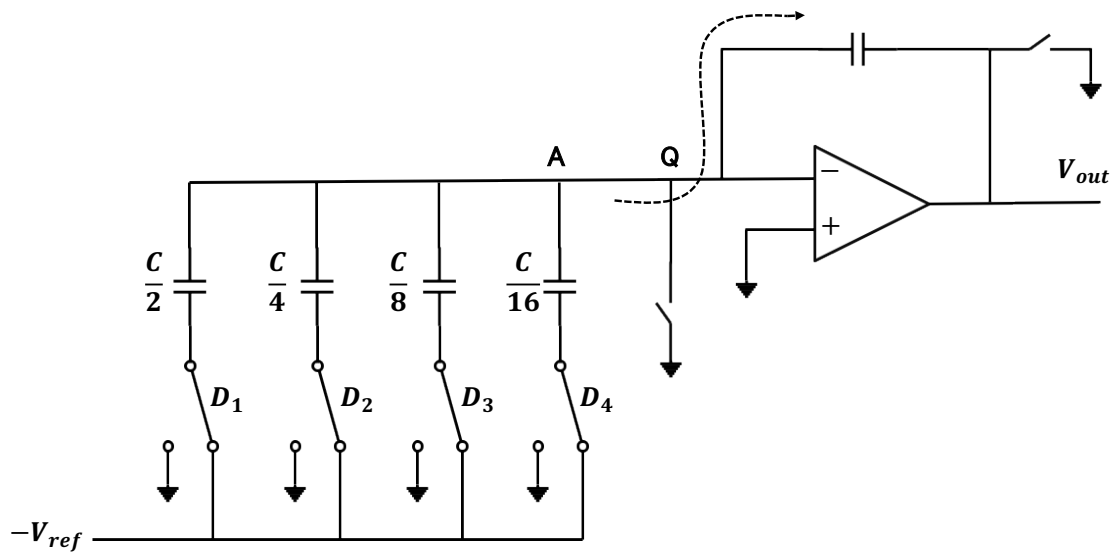 A
Q
V_out
−
+
C/2
C/4
C/8
C/16
D_1
D_2
D_3
D_4
−V_ref